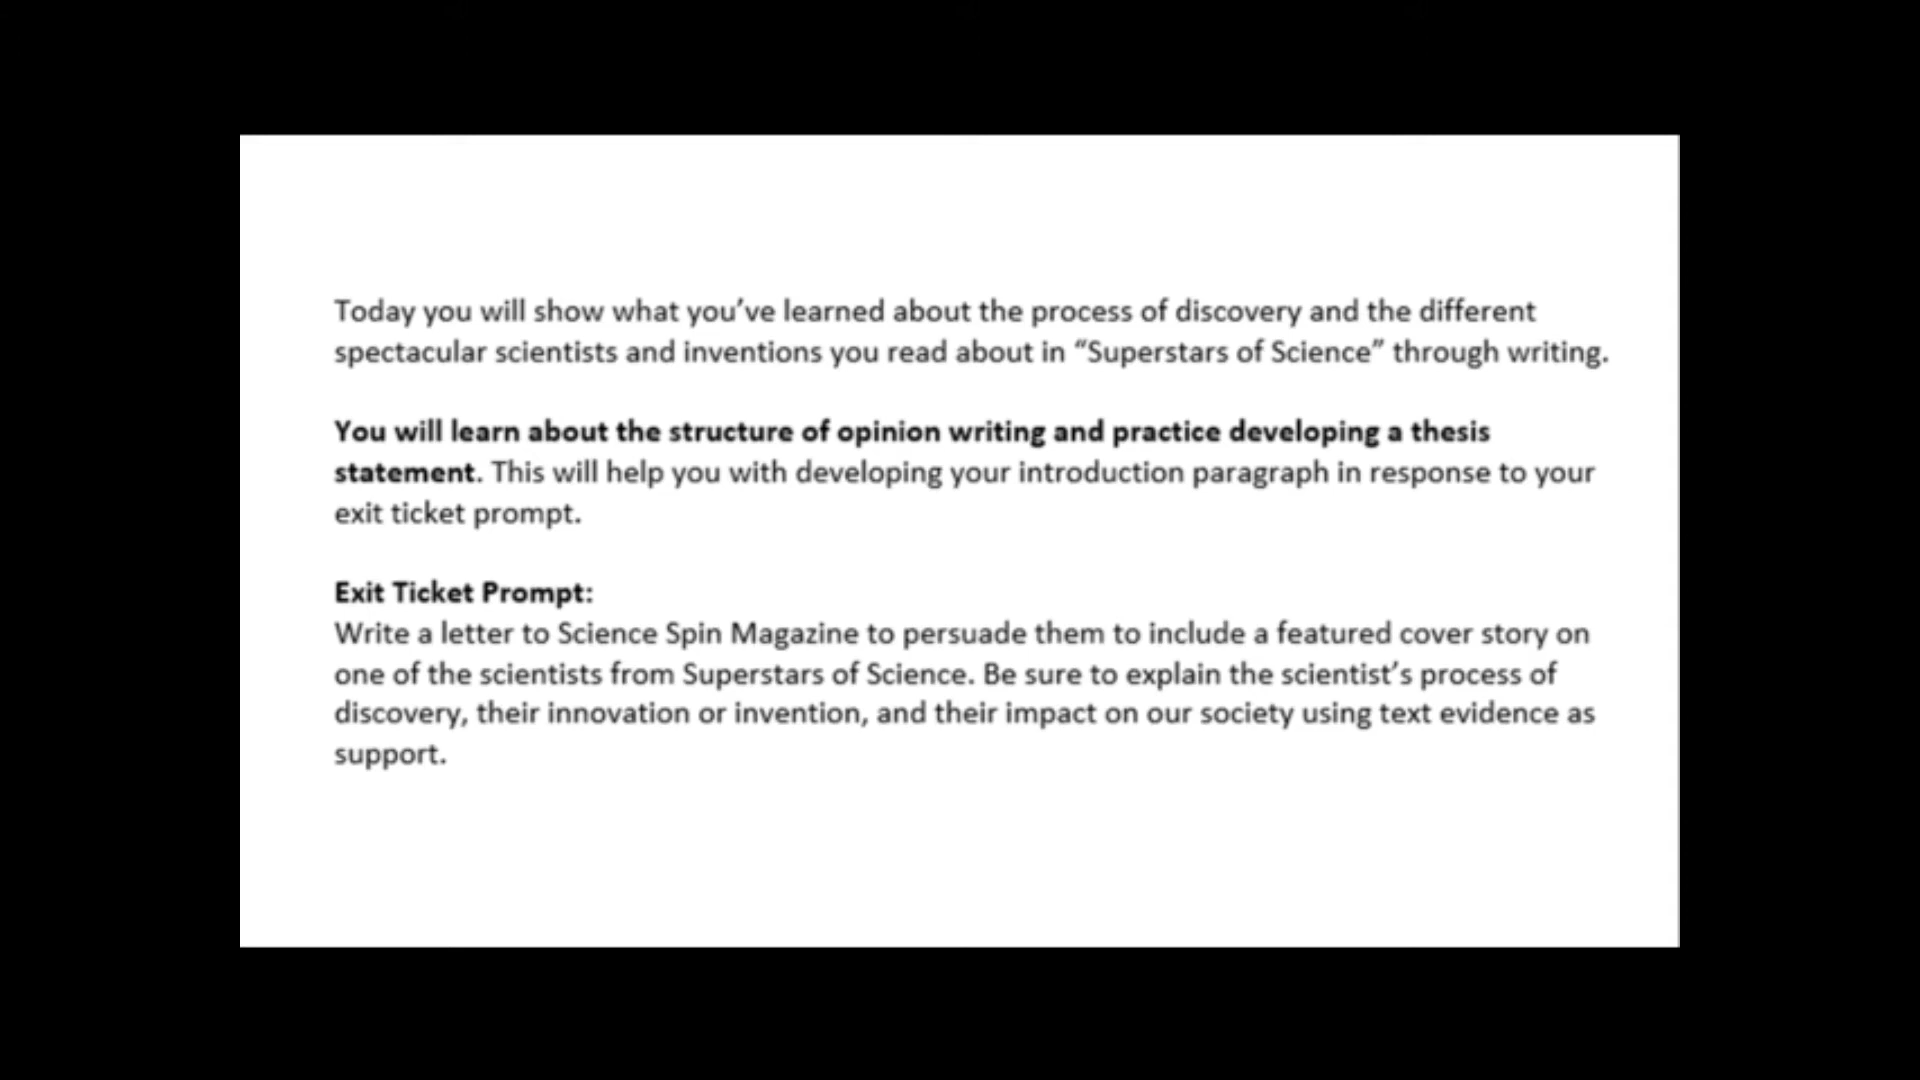 Today you will show what you’ve learned about the process of discovery and the different
spectacular scientists and inventions you read about in “Superstars of Science” through writing.
You will learn about the structure of opinion writing and practice developing a thesis
statement. This will help you with developing your introduction paragraph in response to your
exit ticket prompt.
Exit Ticket Prompt:
Write a letter to Science Spin Magazine to persuade them to include a featured cover story on
one of the scientists from Superstars of Science. Be sure to explain the scientist’s process of
discovery, their innovation or invention, and their impact on our society using text evidence as
support.